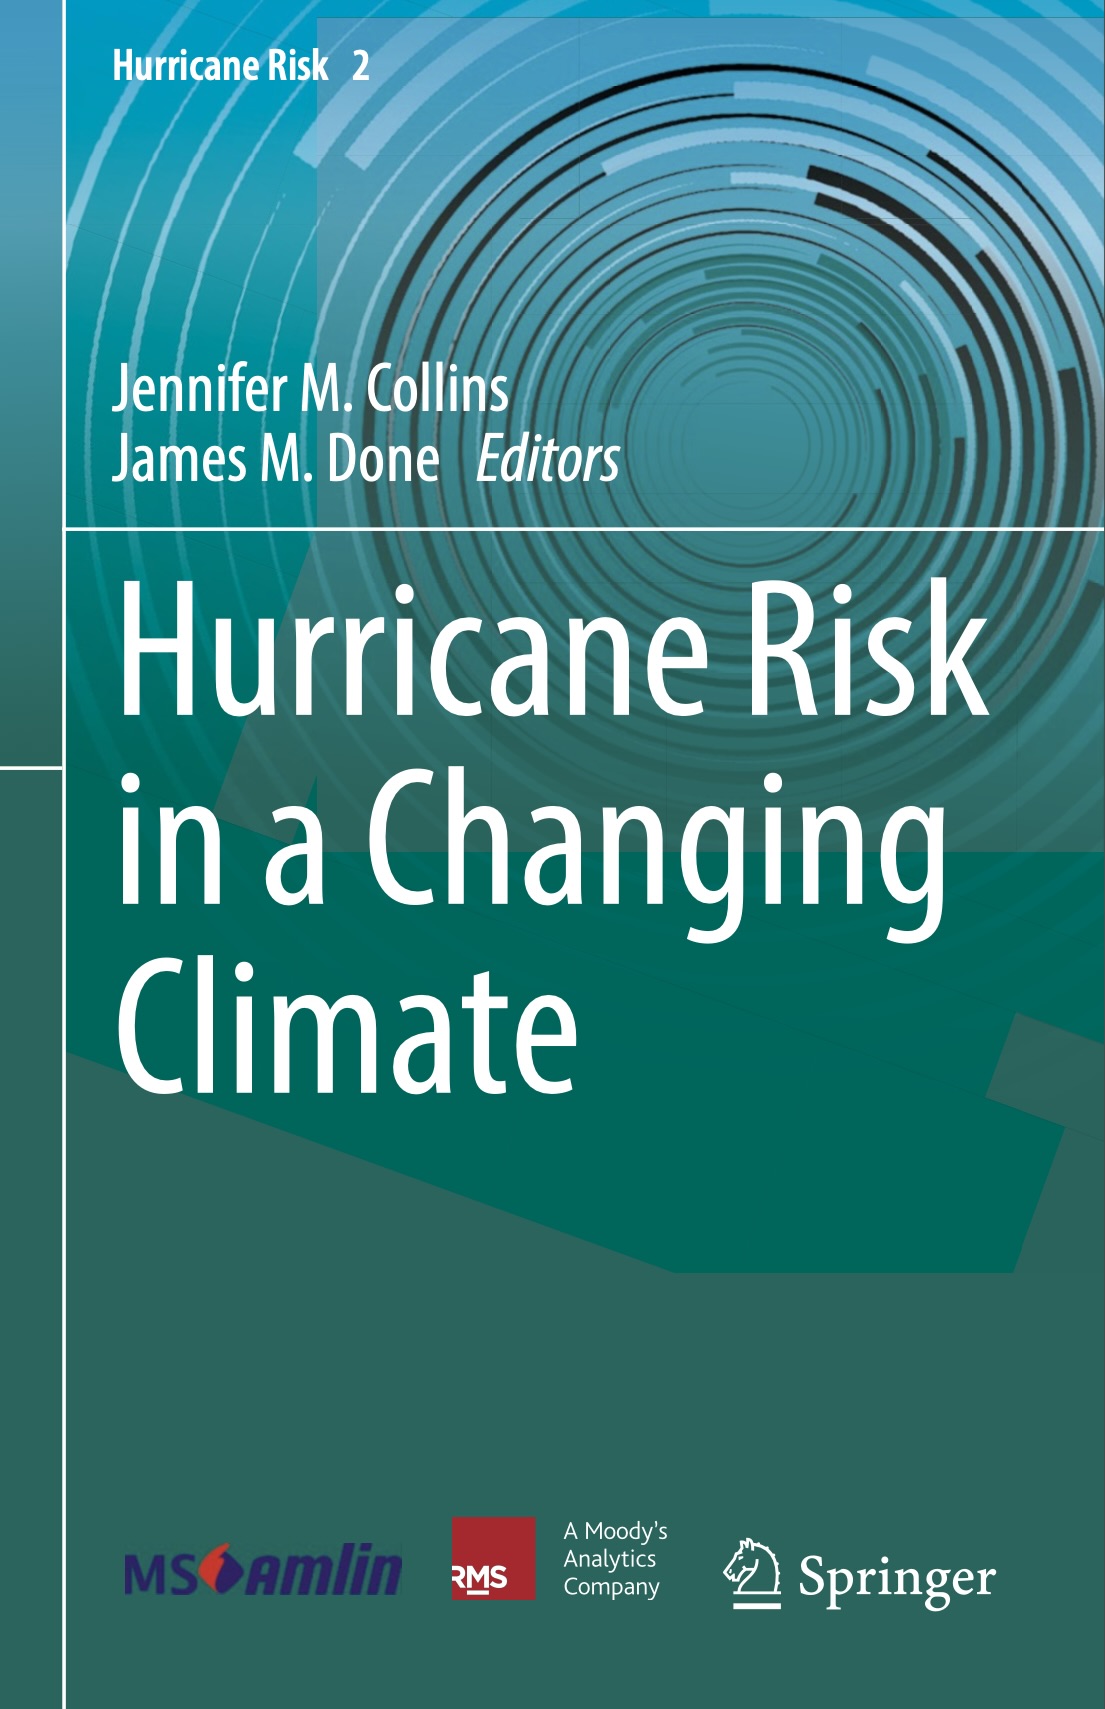 Hurricane Risk 2
Jennifer M. Collins
James M. Done Editors
Hurricane Risk
in a Changing
Climate
MS amlin
RMS
A Moody's
Analytics
Company
Springer